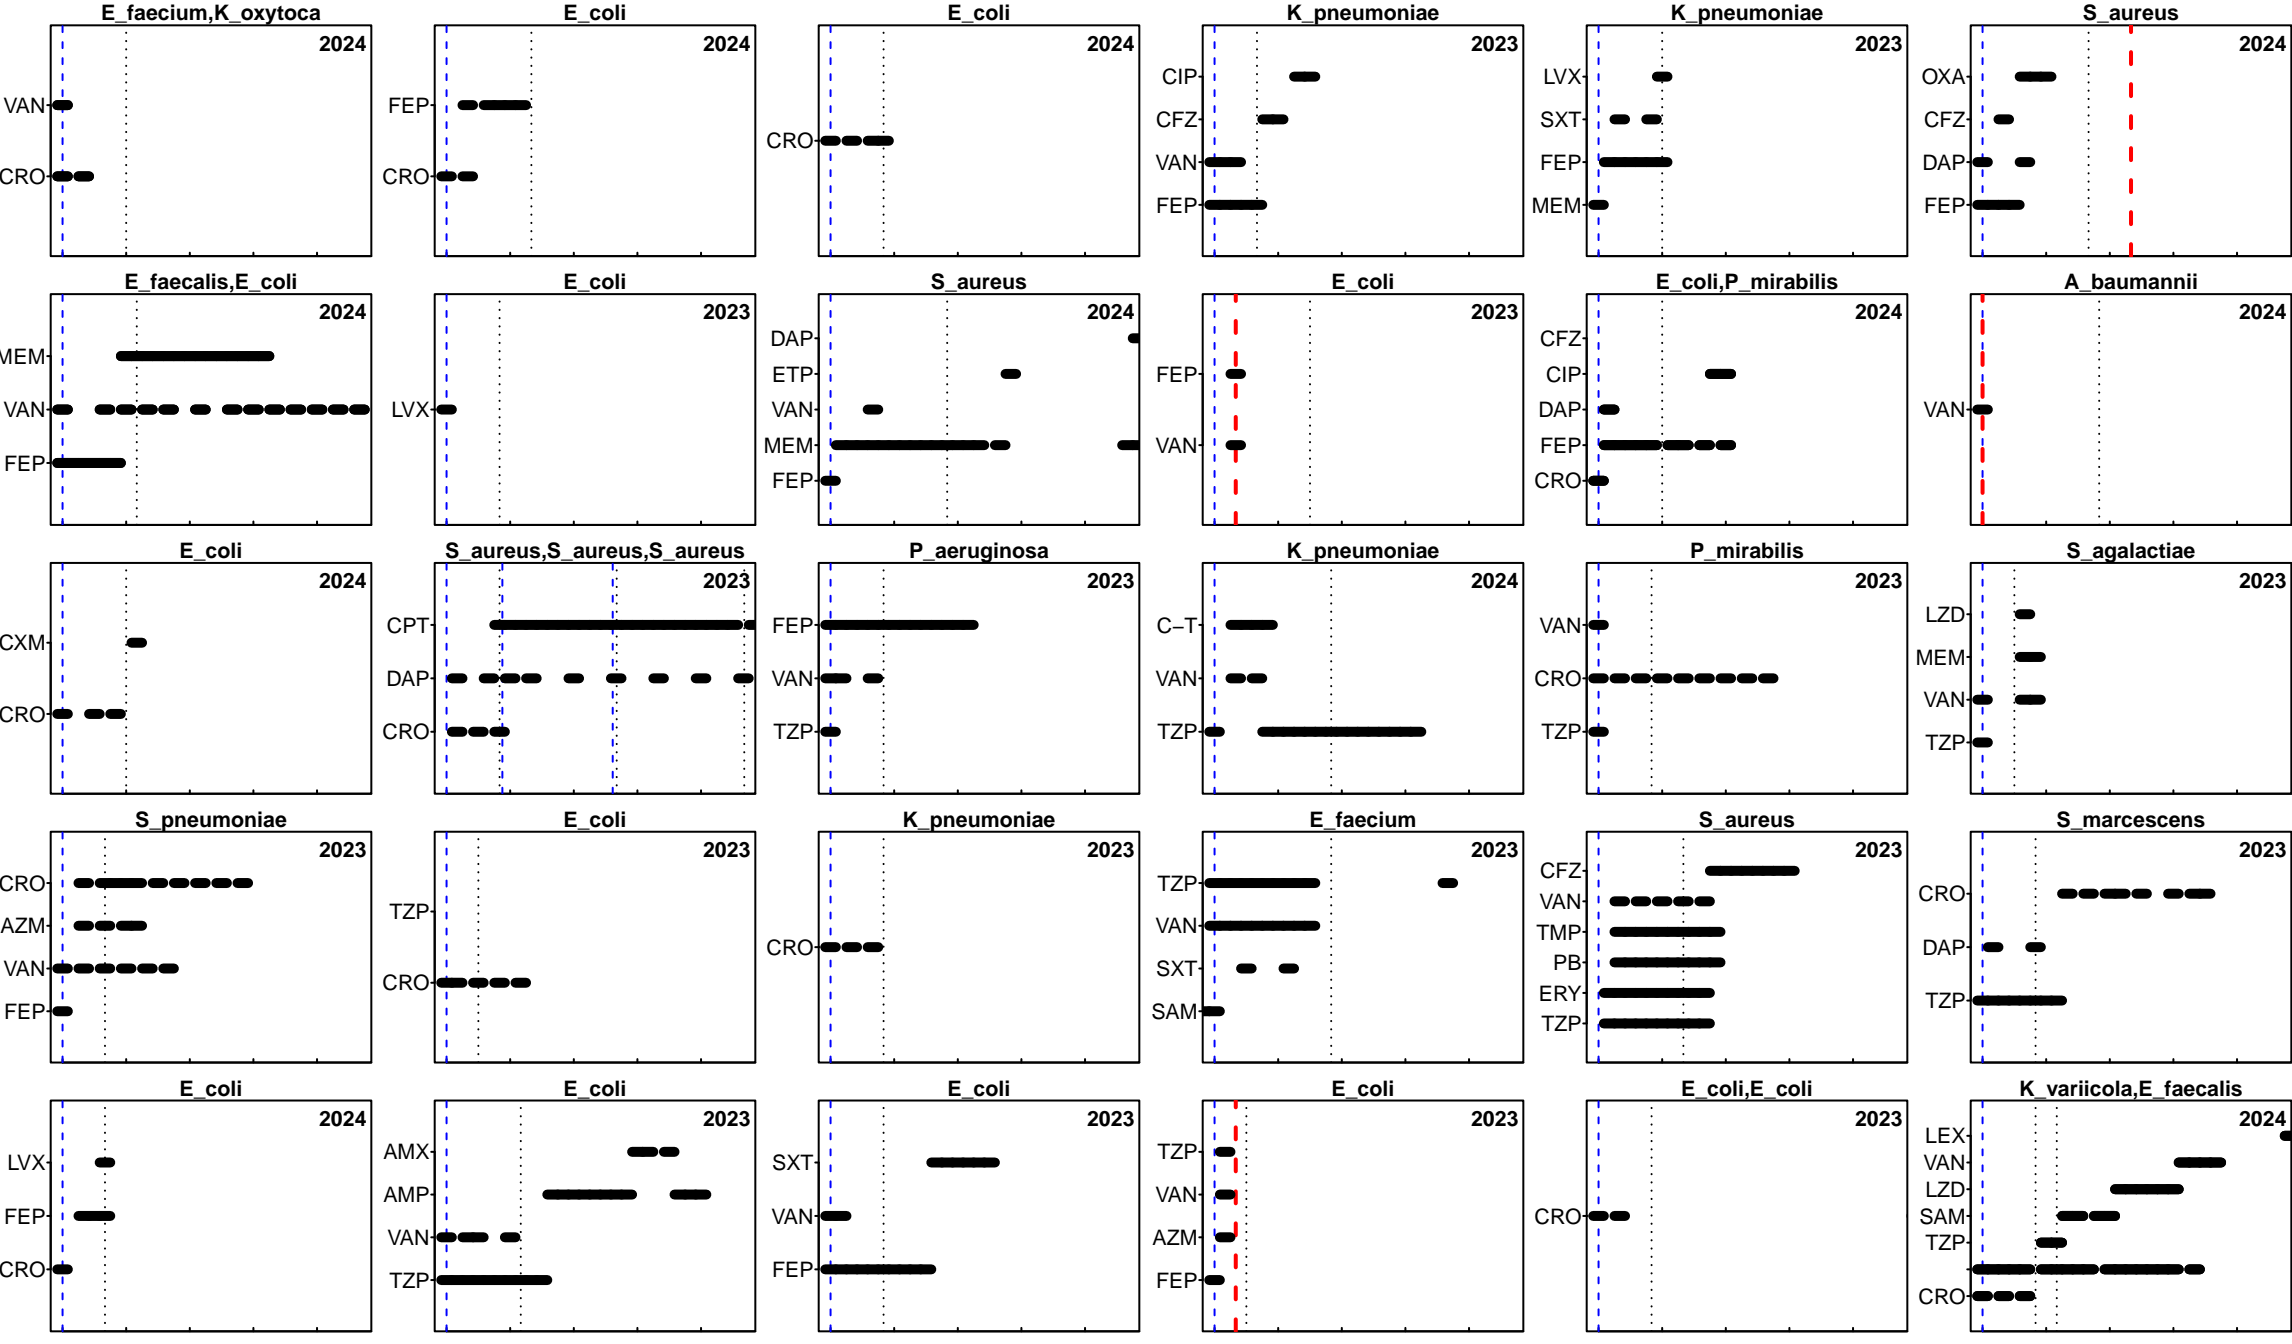 E_faecium,K_oxytoca
2024
VAN
CRO
E_coli
2024
FEP
CRO
E_coli
2024
CRO
K_pneumoniae
2023
CIP
CFZ
VAN
FEP
K_pneumoniae
2023
LVX
SXT
FEP
MEM
S_aureus
2024
OXA
CFZ
DAP
FEP
E_faecalis,E_coli
2024
MEM
VAN
FEP
E_coli
2023
LVX
S_aureus
2024
DAP
ETP
VAN
MEM
FEP
E_coli
2023
FEP
VAN
E_coli,P_mirabilis
2024
CFZ
CIP
DAP
FEP
CRO
A_baumannii
2024
VAN
E_coli
2024
CXM
CRO
S_aureus,S_aureus,S_aureus
2023
CPT
DAP
CRO
P_aeruginosa
2023
FEP
VAN
TZP
K_pneumoniae
2024
C−T
VAN
TZP
P_mirabilis
2023
VAN
CRO
TZP
S_agalactiae
2023
LZD
MEM
VAN
TZP
S_pneumoniae
2023
CRO
AZM
VAN
FEP
E_coli
2023
TZP
CRO
K_pneumoniae
2023
CRO
E_faecium
2023
TZP
VAN
SXT
SAM
S_aureus
2023
CFZ
VAN
TMP
PB
ERY
TZP
S_marcescens
2023
CRO
DAP
TZP
E_coli
2024
LVX
FEP
CRO
E_coli
2023
AMX
AMP
VAN
TZP
E_coli
2023
SXT
VAN
FEP
E_coli
2023
TZP
VAN
AZM
FEP
E_coli,E_coli
2023
CRO
K_variicola,E_faecalis
2024
LEX
VAN
LZD
SAM
TZP
CRO